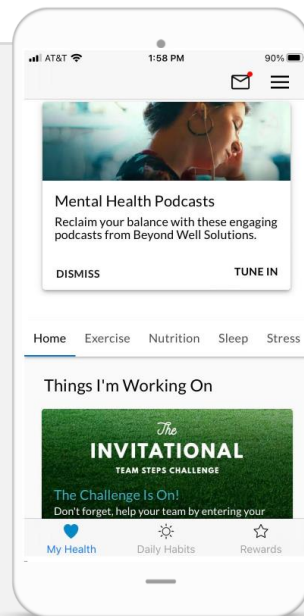 AT&T 1:58 PM 90%
Mental Health Podcasts
Reclaim your balance with these engaging
podcasts from Beyond Well Solutions.
DISMISS TUNE IN
Home Exercise Nutrition Sleep Stress
Things I'm Working On
The
INVITATIONAL
TEAM STEPS CHALLENGE
The Challenge Is On!
Don't forget, help your team by entering your
My Health Daily Habits Rewards